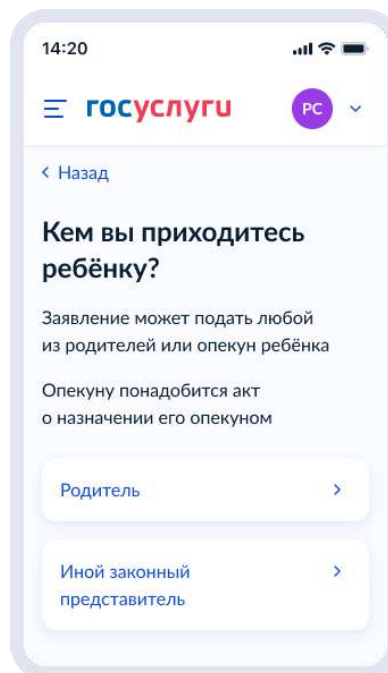 14:20
госуслуги
РС
Назад
Кем вы приходитесь
ребёнку?
Заявление может подать любой
из родителей или опекун ребёнка
Опекуну понадобится акт
о назначении его опекуном
Родитель
Иной законный
представитель